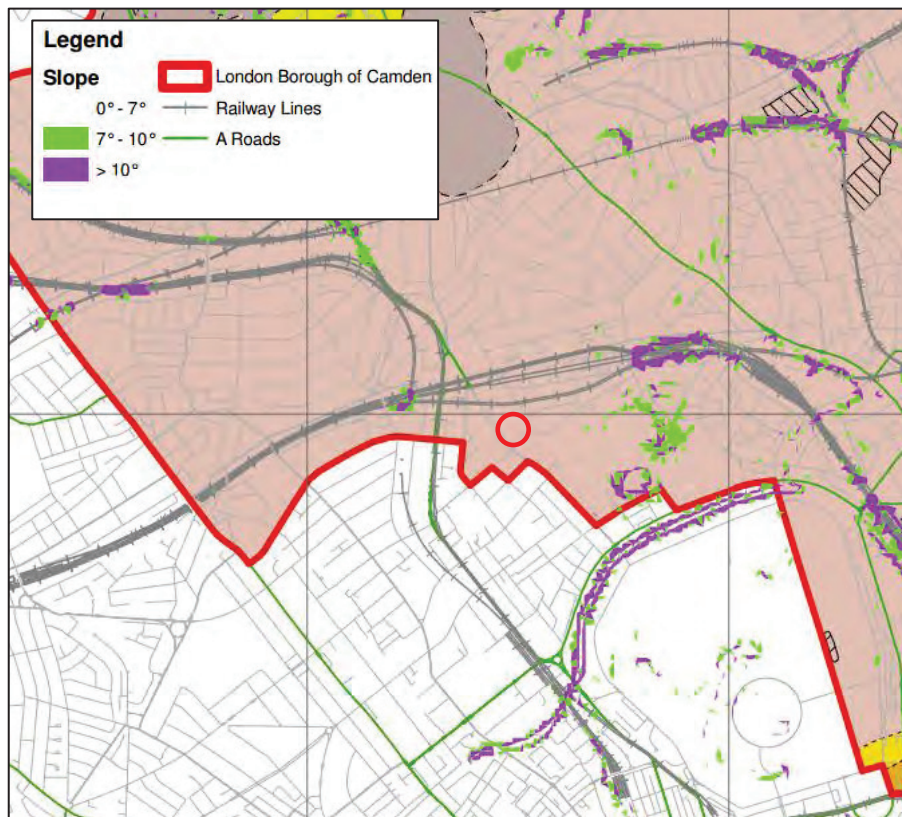 Legend
Slope
0° - 7°
7° - 10°
> 10°
London Borough of Camden
Railway Lines
A Roads